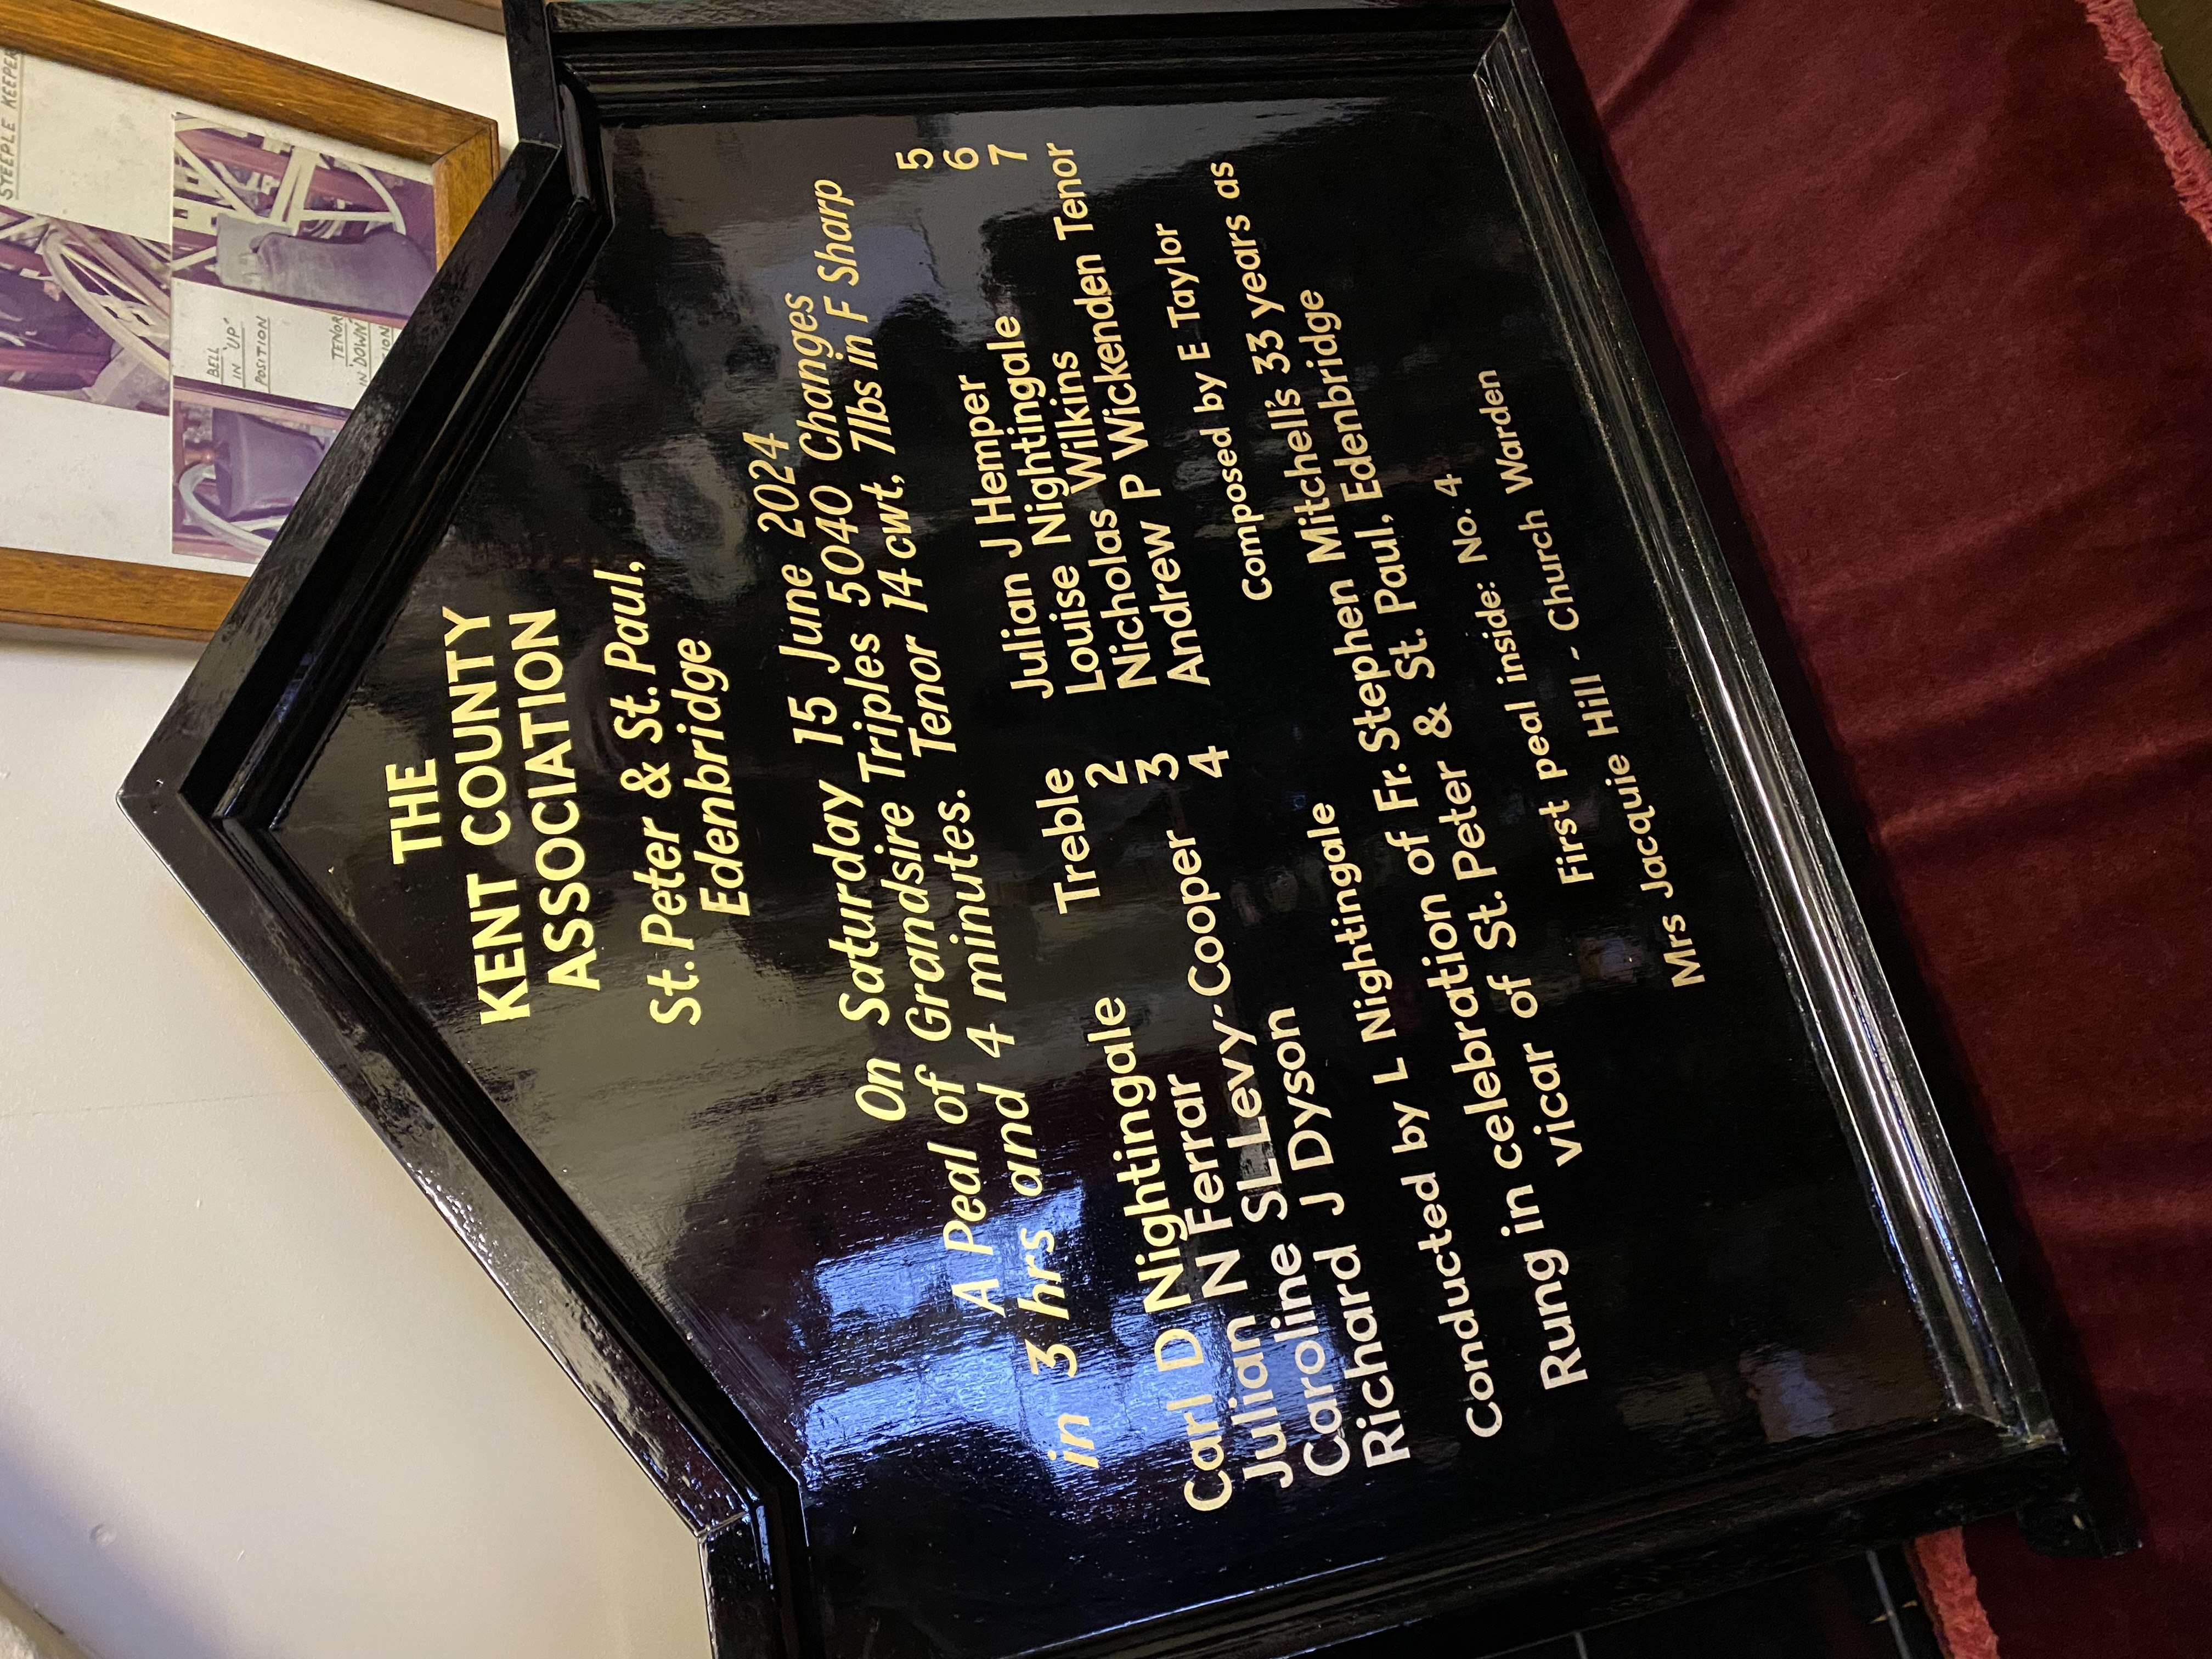 THE
KENT COUNTY
ASSOCIATION
St. Peter & St. Paul,
Edenbridge
On Saturday 15 June 2024
A Peal of Grandsire Triples 5040 Changes
in 3 hrs and 4 minutes. Tenor 14 cwt, 7lbs in F Sharp
Carl D Nightingale Treble Julian J Hemper 5
Julian N Ferrar 2 Louise Nightingale 6
Caroline SLLevy-Cooper 3 Nicholas Wilkins 7
Richard J Dyson 4 Andrew P Wickenden Tenor
Conducted by L Nightingale Composed by E Taylor
Rung in celebration of Fr. Stephen Mitchell's 33 years as
vicar of St. Peter & St. Paul, Edenbridge
First peal inside: No. 4
Mrs Jacquie Hill - Church Warden
STEEPLE KEEPER
BELL
IN "UP"
POSITION
TENOR
IN "DOWN"